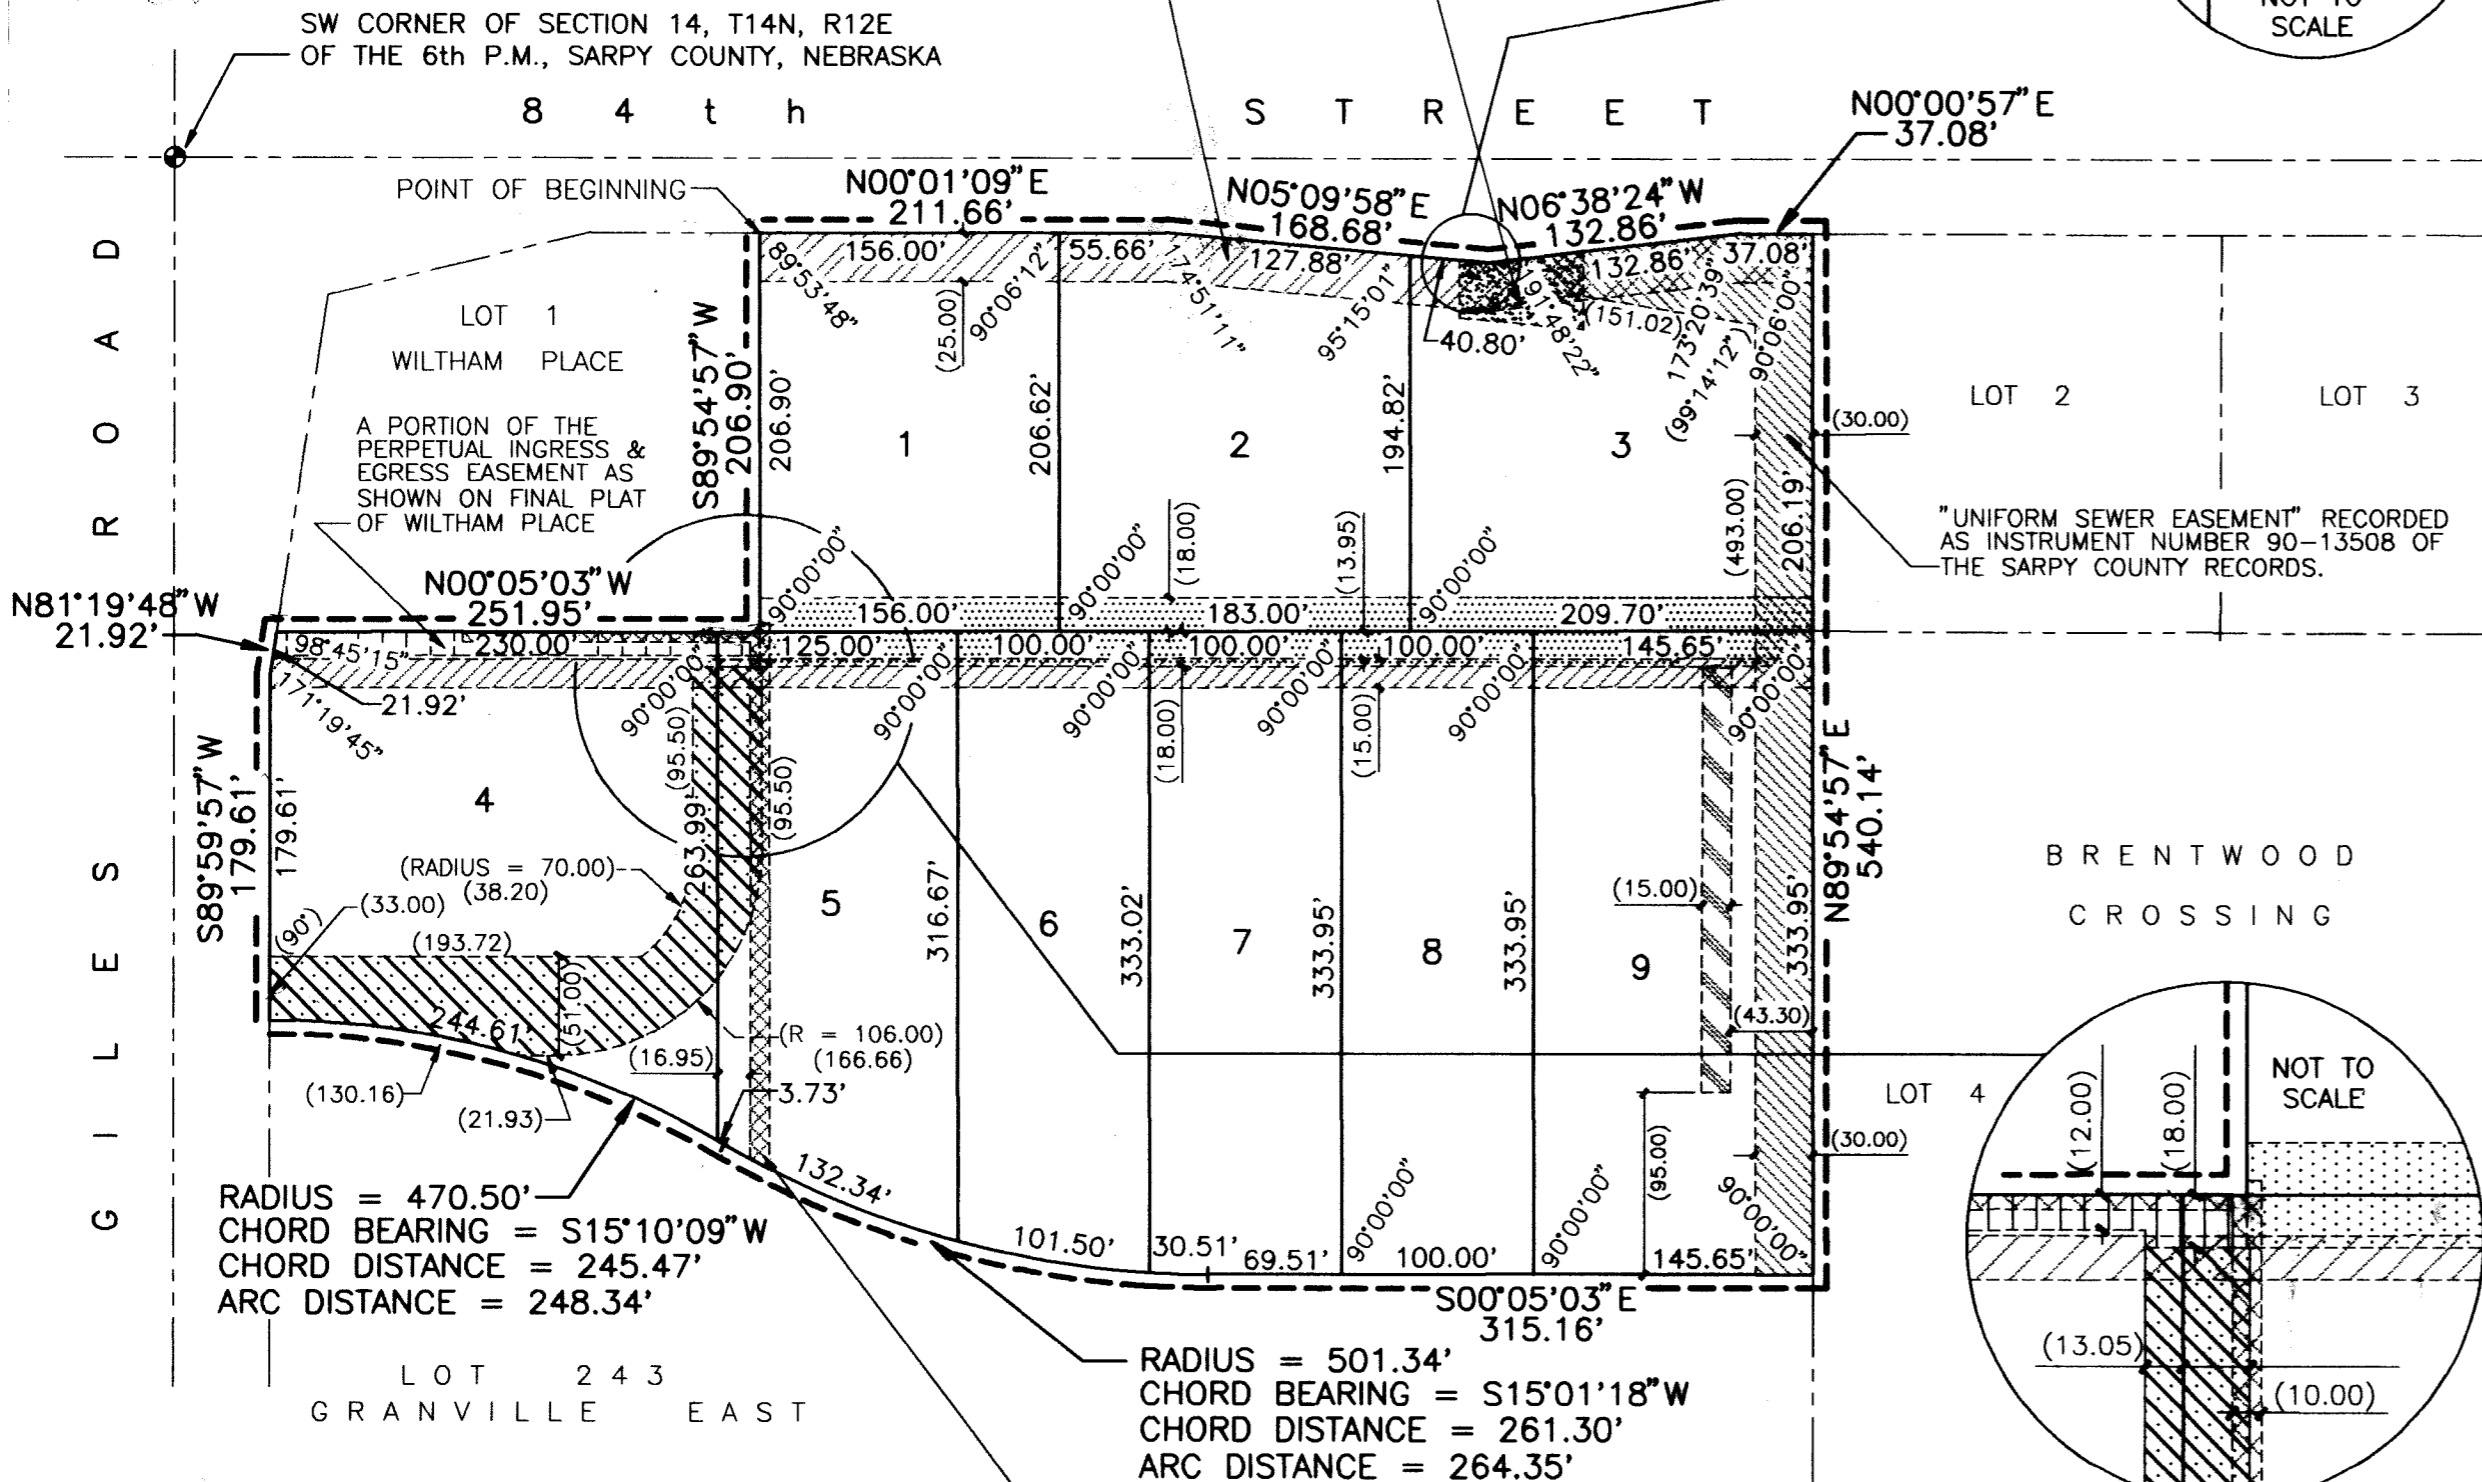 SW CORNER OF SECTION 14, T14N, R12E
OF THE 6th P.M., SARPY COUNTY, NEBRASKA
NOT TO
SCALE
84th STREET
N00°00'57"E
37.08'
POINT OF BEGINNING
N00°01'09"E
211.66'
N05°09'58"E
168.68'
N06°38'24"W
132.86'
156.00'
55.66'
127.88'
132.86'
37.08'
89°53'48"
(25.00)
90°06'12"
74°51'11"
95°15'01"
40.80'
191°48'22"
(151.02)
173°20'39"
(99°14'12")
90°06'00"
LOT 1
WILTHAM PLACE
S89°54'57"W
206.90'
206.90'
206.62'
194.82'
1
2
3
(30.00)
LOT 2
LOT 3
A PORTION OF THE
PERPETUAL INGRESS &
EGRESS EASEMENT AS
SHOWN ON FINAL PLAT
OF WILTHAM PLACE
(493.00)
206.19'
"UNIFORM SEWER EASEMENT" RECORDED
AS INSTRUMENT NUMBER 90-13508 OF
THE SARPY COUNTY RECORDS.
90°00'00"
90°00'00"
(18.00)
(13.95)
90°00'00"
N00°05'03"W
251.95'
N81°19'48"W
21.92'
156.00'
183.00'
209.70'
98°45'15"
230.00'
125.00'
100.00'
100.00'
100.00'
145.65'
171°19'45"
21.92'
90°00'00"
(95.50)
90°00'00"
90°00'00"
(18.00)
90°00'00"
(15.00)
90°00'00"
90°00'00"
S89°59'57"W
179.61'
179.61'
4
263.99'
(95.50)
N89°54'57"E
540.14'
(RADIUS = 70.00)
(38.20)
(33.00)
(90°)
(193.72)
(51.00)
5
316.67'
6
333.02'
7
333.95'
8
333.95'
9
(15.00)
333.95'
BRENTWOOD
CROSSING
(43.30)
244.61'
(R = 106.00)
(166.66)
(16.95)
3.73'
(130.16)
(21.93)
(95.00)
LOT 4
(30.00)
NOT TO
SCALE
(12.00)
(18.00)
132.34'
RADIUS = 470.50'
CHORD BEARING = S15°10'09"W
CHORD DISTANCE = 245.47'
ARC DISTANCE = 248.34'
101.50'
30.51'
69.51'
90°00'00"
100.00'
90°00'00"
145.65'
90°00'00"
S00°05'03"E
315.16'
RADIUS = 501.34'
CHORD BEARING = S15°01'18"W
CHORD DISTANCE = 261.30'
ARC DISTANCE = 264.35'
(13.05)
(10.00)
LOT 243
GRANVILLE EAST
GILES ROAD